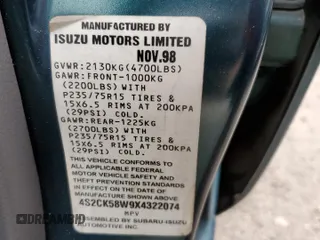 MANUFACTURED BY
ISUZU MOTORS LIMITED
NOV.98
GVWR:2130KG(4700LBS)
GAWR:FRONT-1000KG
(2200LBS) WITH
P235/75R15 TIRES &
15X6.5 RIMS AT 200KPA
(29PSI) COLD.
GAWR:REAR-1225KG
(2700LBS) WITH
P235/75R15 TIRES &
15X6.5 RIMS AT 200KPA
(29PSI) COLD.
THIS VEHICLE CONFORMS TO
ALL APPLICABLE FEDERAL
MOTOR VEHICLE SAFETY AND
THEFT PREVENTION STANDARDS IN
EFFECT ON THE DATE OF
MANUFACTURE SHOWN ABOVE
4S2CK58W9X4322074
MPV
ASSEMBLED BY SUBARU-ISUZU
AUTOMOTIVE INC.